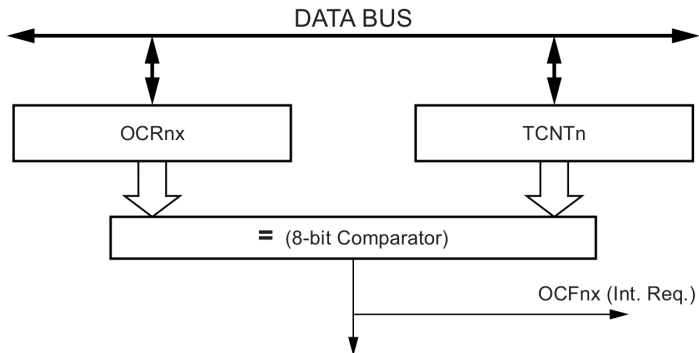 DATA BUS
OCRnx
TCNTn
= (8-bit Comparator)
OCFnx (Int. Req.)